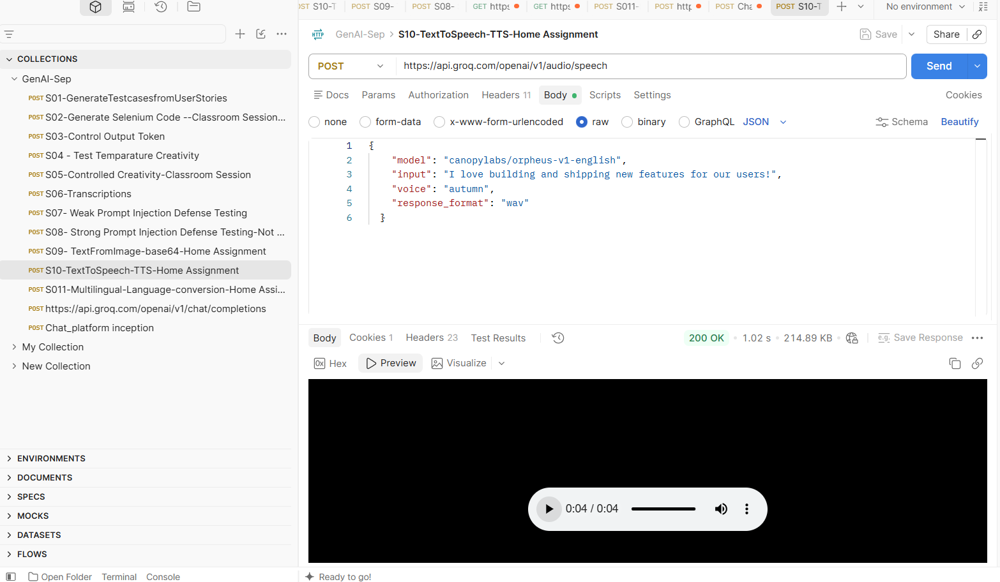 POST S10-T
POST S09-
POST S08-
GET https
GET https
POST S011-
POST http
POST Cha
POST S10-T
No environment
GenAI-Sep > S10-TextToSpeech-TTS-Home Assignment
Save
Share
POST
https://api.groq.com/openai/v1/audio/speech
Send
Docs
Params
Authorization
Headers 11
Body
Scripts
Settings
Cookies
none
form-data
x-www-form-urlencoded
raw
binary
GraphQL
JSON
Schema
Beautify
1 {
2 "model": "canopylabs/orpheus-v1-english",
3 "input": "I love building and shipping new features for our users!",
4 "voice": "autumn",
5 "response_format": "wav"
6 }
Body
Cookies 1
Headers 23
Test Results
200 OK • 1.02 s • 214.89 KB
e.g. Save Response
0x Hex
Preview
Visualize
0:04 / 0:04
COLLECTIONS
GenAI-Sep
POST S01-GenerateTestcasesfromUserStories
POST S02-Generate Selenium Code --Classroom Session...
POST S03-Control Output Token
POST S04 - Test Temparature Creativity
POST S05-Controlled Creativity-Classroom Session
POST S06-Transcriptions
POST S07- Weak Prompt Injection Defense Testing
POST S08- Strong Prompt Injection Defense Testing-Not ...
POST S09- TextFromImage-base64-Home Assignment
POST S10-TextToSpeech-TTS-Home Assignment
POST S011-Multilingual-Language-conversion-Home Assi...
POST https://api.groq.com/openai/v1/chat/completions
POST Chat_platform inception
My Collection
New Collection
ENVIRONMENTS
DOCUMENTS
SPECS
MOCKS
DATASETS
FLOWS
Open Folder
Terminal
Console
Ready to go!